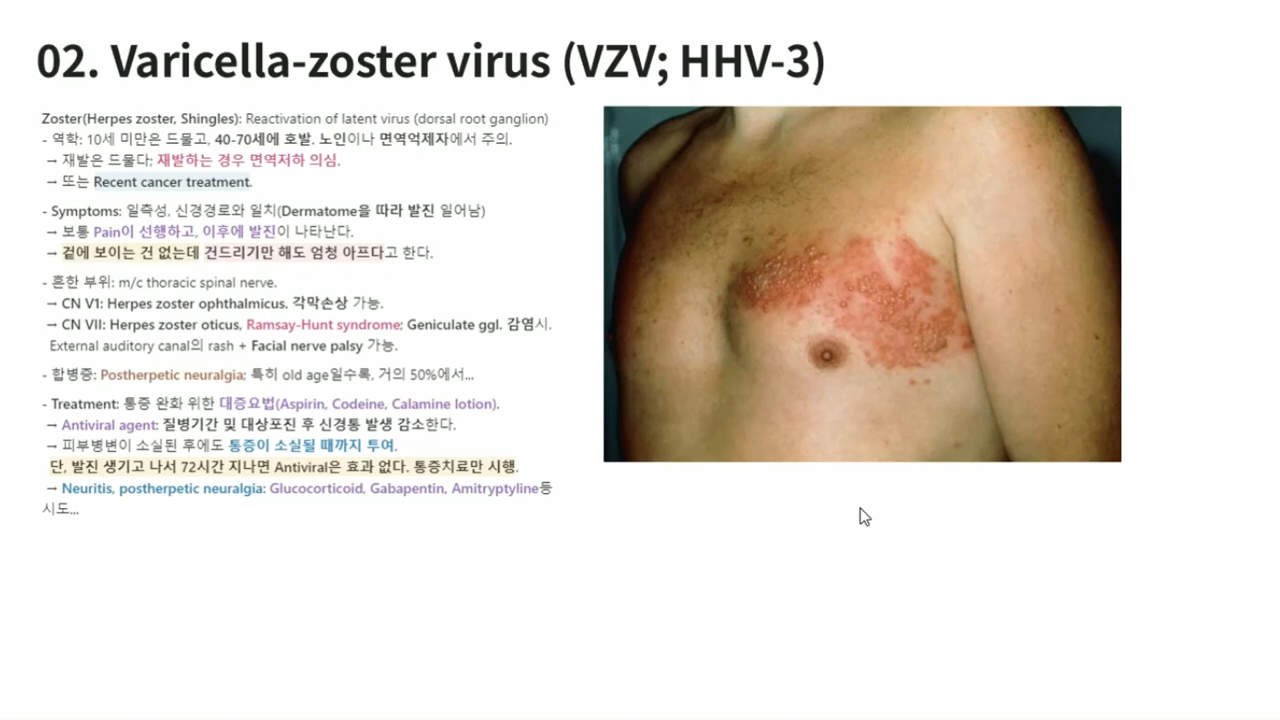 02. Varicella-zoster virus (VZV; HHV-3)
Zoster(Herpes zoster, Shingles): Reactivation of latent virus (dorsal root ganglion)
- 역학: 10세 미만은 드물고, 40-70세에 호발. 노인이나 면역억제자에서 주의.
→ 재발은 드물다; 재발하는 경우 면역저하 의심.
→ 또는 Recent cancer treatment.
- Symptoms: 일측성, 신경경로와 일치(Dermatome을 따라 발진 일어남)
→ 보통 Pain이 선행하고, 이후에 발진이 나타난다.
→ 겉에 보이는 건 없는데 건드리기만 해도 엄청 아프다고 한다.
- 흔한 부위: m/c thoracic spinal nerve.
→ CN V1: Herpes zoster ophthalmicus. 각막손상 가능.
→ CN VII: Herpes zoster oticus, Ramsay-Hunt syndrome; Geniculate ggl. 감염시.
External auditory canal의 rash + Facial nerve palsy 가능.
- 합병증: Postherpetic neuralgia; 특히 old age일수록, 거의 50%에서...
- Treatment: 통증 완화 위한 대증요법(Aspirin, Codeine, Calamine lotion).
→ Antiviral agent: 질병기간 및 대상포진 후 신경통 발생 감소한다.
→ 피부병변이 소실된 후에도 통증이 소실될 때까지 투여.
단, 발진 생기고 나서 72시간 지나면 Antiviral은 효과 없다. 통증치료만 시행.
→ Neuritis, postherpetic neuralgia: Glucocorticoid, Gabapentin, Amitryptyline등
시도...